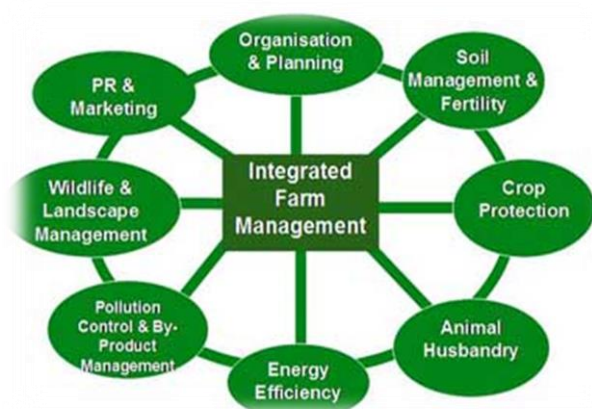 Organisation
& Planning
Soil
Management &
Fertility
PR &
Marketing
Integrated
Farm
Management
Wildlife &
Landscape
Management
Crop
Protection
Pollution
Control & By-
Product
Management
Animal
Husbandry
Energy
Efficiency